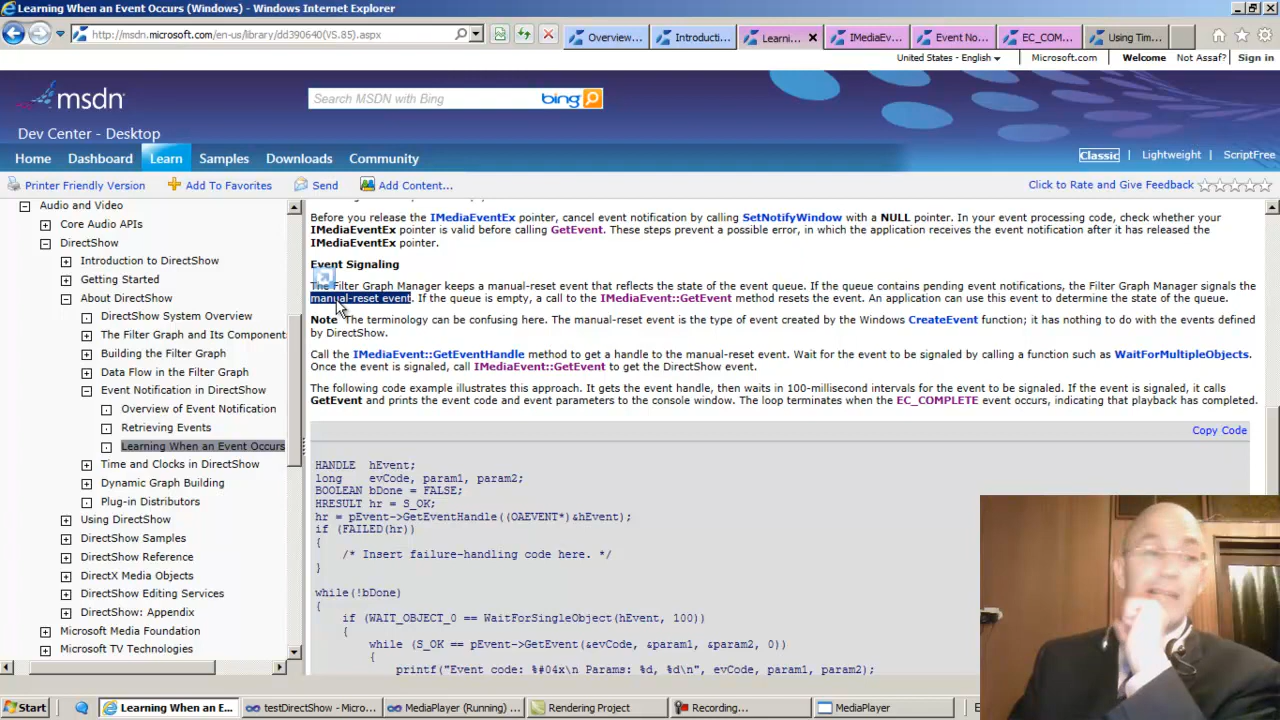 Learning When an Event Occurs (Windows) - Windows Internet Explorer
http://msdn.microsoft.com/en-us/library/dd390640(VS.85).aspx
Overview... Introducti... Learni... IMediaEv... Event No... EC_COM... Using Tim...
United States - English Microsoft.com Welcome Not Assaf? Sign in
msdn
Search MSDN with Bing bing
Dev Center - Desktop
Home Dashboard Learn Samples Downloads Community
Classic | Lightweight | ScriptFree
Printer Friendly Version Add To Favorites Send Add Content...
Click to Rate and Give Feedback
Audio and Video
Core Audio APIs
DirectShow
Introduction to DirectShow
Getting Started
About DirectShow
DirectShow System Overview
The Filter Graph and Its Component
Building the Filter Graph
Data Flow in the Filter Graph
Event Notification in DirectShow
Overview of Event Notification
Retrieving Events
Learning When an Event Occurs
Time and Clocks in DirectShow
Dynamic Graph Building
Plug-in Distributors
Using DirectShow
DirectShow Samples
DirectShow Reference
DirectX Media Objects
DirectShow Editing Services
DirectShow: Appendix
Microsoft Media Foundation
Microsoft TV Technologies
Before you release the IMediaEventEx pointer, cancel event notification by calling SetNotifyWindow with a NULL pointer. In your event processing code, check whether your
IMediaEventEx pointer is valid before calling GetEvent. These steps prevent a possible error, in which the application receives the event notification after it has released the
IMediaEventEx pointer.
Event Signaling
The Filter Graph Manager keeps a manual-reset event that reflects the state of the event queue. If the queue contains pending event notifications, the Filter Graph Manager signals the
manual-reset event. If the queue is empty, a call to the IMediaEvent::GetEvent method resets the event. An application can use this event to determine the state of the queue.
Note The terminology can be confusing here. The manual-reset event is the type of event created by the Windows CreateEvent function; it has nothing to do with the events defined
by DirectShow.
Call the IMediaEvent::GetEventHandle method to get a handle to the manual-reset event. Wait for the event to be signaled by calling a function such as WaitForMultipleObjects.
Once the event is signaled, call IMediaEvent::GetEvent to get the DirectShow event.
The following code example illustrates this approach. It gets the event handle, then waits in 100-millisecond intervals for the event to be signaled. If the event is signaled, it calls
GetEvent and prints the event code and event parameters to the console window. The loop terminates when the EC_COMPLETE event occurs, indicating that playback has completed.
Copy Code
HANDLE hEvent;
long evCode, param1, param2;
BOOLEAN bDone = FALSE;
HRESULT hr = S_OK;
hr = pEvent->GetEventHandle((OAEVENT*)&hEvent);
if (FAILED(hr))
{
/* Insert failure-handling code here. */
}
while(!bDone)
{
if (WAIT_OBJECT_0 == WaitForSingleObject(hEvent, 100))
{
while (S_OK == pEvent->GetEvent(&evCode, &param1, &param2, 0))
{
printf("Event code: %#04x\n Params: %d, %d\n", evCode, param1, param2);
Start Learning When an E... testDirectShow - Micro... MediaPlayer (Running) ... Rendering Project Recording... MediaPlayer